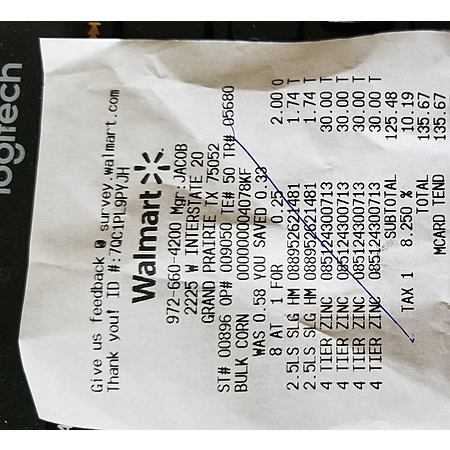 logitech
Give us feedback @ survey.walmart.com
Thank you! ID #:7QC1PL9PYJH
Walmart
972-660-4200 Mgr:JACOB
2225 W INTERSTATE 20
GRAND PRAIRIE TX 75052
ST# 00896 OP# 009050 TE# 50 TR# 05680
BULK CORN 000000004078KF
WAS 0.58 YOU SAVED 0.33
8 AT 1 FOR 0.25 2.00 O
2.5LS SLG HM 088952621481 1.74 T
2.5LS SLG HM 088952621481 1.74 T
4 TIER ZINC 085124300713 30.00 T
4 TIER ZINC 085124300713 30.00 T
4 TIER ZINC 085124300713 30.00 T
4 TIER ZINC 085124300713 30.00 T
SUBTOTAL 125.48
TAX 1 8.250 % 10.19
TOTAL 135.67
MCARD TEND 135.67